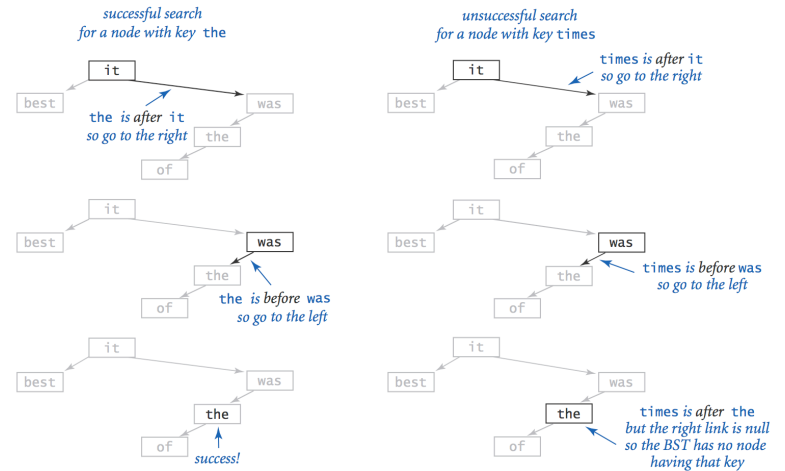 successful search
for a node with key the
it
best
was
the is after it
so go to the right
the
of
it
best
was
the
the is before was
so go to the left
of
it
best
was
the
of
success!
unsuccessful search
for a node with key times
times is after it
so go to the right
it
best
was
the
of
it
best
was
the
times is before was
so go to the left
of
it
best
was
the
times is after the
but the right link is null
so the BST has no node
having that key
of